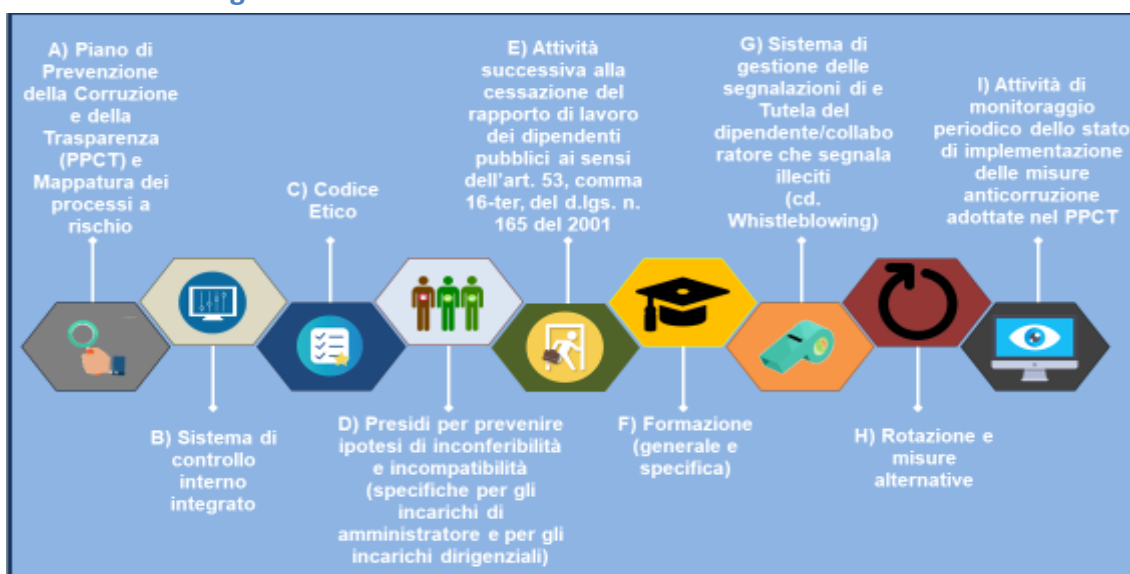 A) Piano di
Prevenzione
della Corruzione
e della
Trasparenza
(PPCT) e
Mappatura dei
processi a
rischio
B) Sistema di
controllo
interno
integrato
C) Codice
Etico
D) Presidi per prevenire
ipotesi di inconferibilità
e incompatibilità
(specifiche per gli
incarichi di
amministratore e per gli
incarichi dirigenziali)
E) Attività
successiva alla
cessazione del
rapporto di lavoro
dei dipendenti
pubblici ai sensi
dell'art. 53, comma
16-ter, del d.lgs. n.
165 del 2001
F) Formazione
(generale e
specifica)
G) Sistema di
gestione delle
segnalazioni di e
Tutela del
dipendente/collabo
ratore che segnala
illeciti
(cd.
Whistleblowing)
H) Rotazione e
misure
alternative
I) Attività di
monitoraggio
periodico dello stato
di implementazione
delle misure
anticorruzione
adottate nel PPCT